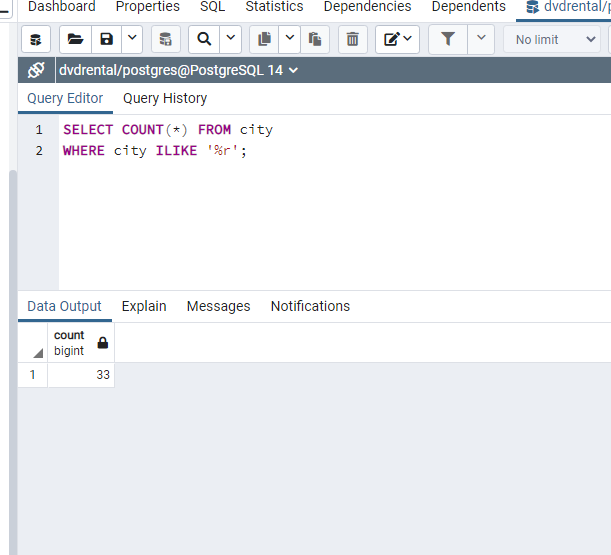 Dashboard Properties SQL Statistics Dependencies Dependents dvdrental/p
No limit
dvdrental/postgres@PostgreSQL 14
Query Editor Query History
1 SELECT COUNT(*) FROM city
2 WHERE city ILIKE '%r';
Data Output Explain Messages Notifications
count
bigint
1 33